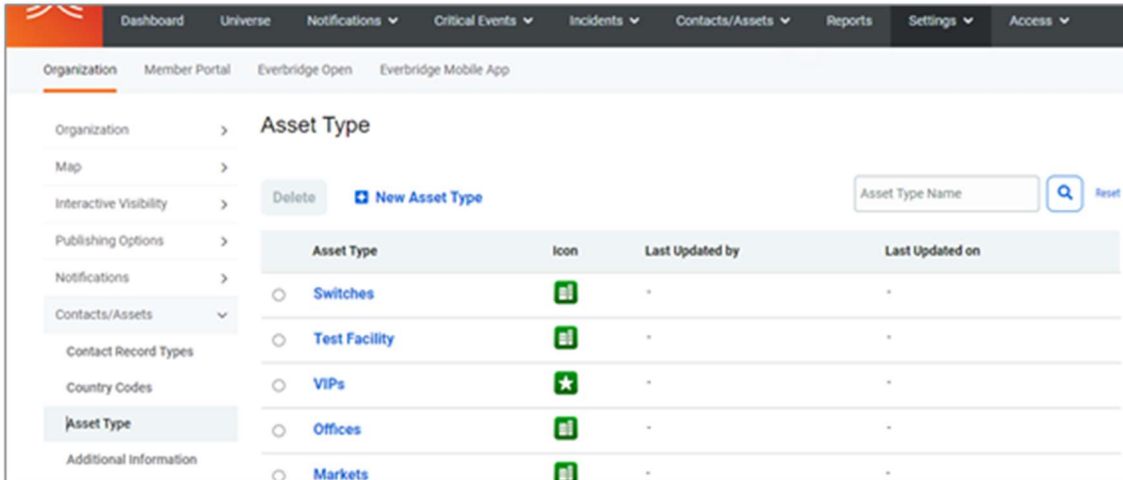 Dashboard Universe Notifications Critical Events Incidents Contacts/Assets Reports Settings Access
Organization Member Portal Everbridge Open Everbridge Mobile App
Organization
Map
Interactive Visibility
Publishing Options
Notifications
Contacts/Assets
Contact Record Types
Country Codes
Asset Type
Additional Information
Asset Type
Delete New Asset Type Asset Type Name Reset
Asset Type Icon Last Updated by Last Updated on
Switches - -
Test Facility - -
VIPs - -
Offices - -
Markets - -